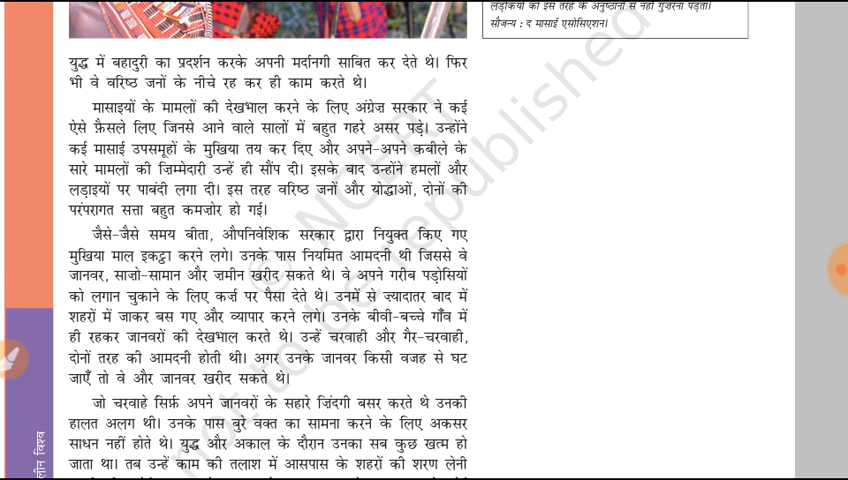 लड़कियों को इस तरह के अनुष्ठानों से नहीं गुज़रना पड़ता।
सौजन्य : द मासाई एसोसिएशन।
युद्ध में बहादुरी का प्रदर्शन करके अपनी मर्दानगी साबित कर देते थे। फिर
भी वे वरिष्ठ जनों के नीचे रह कर ही काम करते थे।
मासाइयों के मामलों की देखभाल करने के लिए अंग्रेज़ सरकार ने कई
ऐसे फ़ैसले लिए जिनसे आने वाले सालों में बहुत गहरे असर पड़े। उन्होंने
कई मासाई उपसमूहों के मुखिया तय कर दिए और अपने-अपने कबीले के
सारे मामलों की ज़िम्मेदारी उन्हें ही सौंप दी। इसके बाद उन्होंने हमलों और
लड़ाइयों पर पाबंदी लगा दी। इस तरह वरिष्ठ जनों और योद्धाओं, दोनों की
परंपरागत सत्ता बहुत कमज़ोर हो गई।
जैसे-जैसे समय बीता, औपनिवेशिक सरकार द्वारा नियुक्त किए गए
मुखिया माल इकट्ठा करने लगे। उनके पास नियमित आमदनी थी जिससे वे
जानवर, साज़ो-सामान और ज़मीन खरीद सकते थे। वे अपने गरीब पड़ोसियों
को लगान चुकाने के लिए कर्ज़ पर पैसा देते थे। उनमें से ज़्यादातर बाद में
शहरों में जाकर बस गए और व्यापार करने लगे। उनके बीवी-बच्चे गाँव में
ही रहकर जानवरों की देखभाल करते थे। उन्हें चरवाही और गैर-चरवाही,
दोनों तरह की आमदनी होती थी। अगर उनके जानवर किसी वजह से घट
जाएँ तो वे और जानवर खरीद सकते थे।
जो चरवाहे सिर्फ़ अपने जानवरों के सहारे ज़िंदगी बसर करते थे उनकी
हालत अलग थी। उनके पास बुरे वक्त का सामना करने के लिए अकसर
साधन नहीं होते थे। युद्ध और अकाल के दौरान उनका सब कुछ खत्म हो
जाता था। तब उन्हें काम की तलाश में आसपास के शहरों की शरण लेनी
© NCERT
not to be republished
विश्व